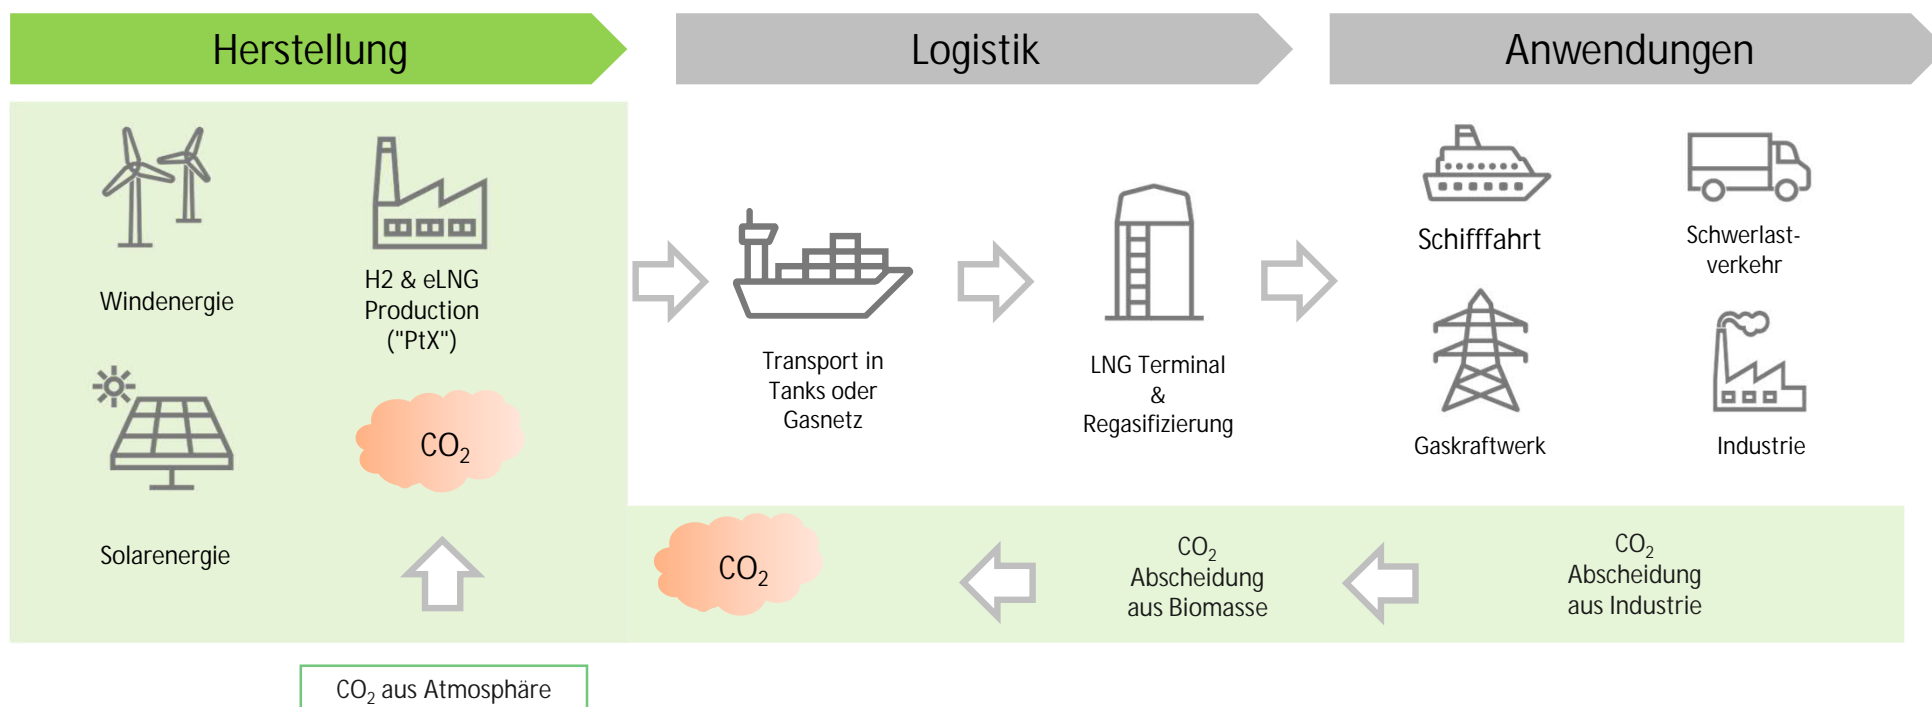 Herstellung
Logistik
Anwendungen
Windenergie
H2 & eLNG
Production
("PtX")
Solarenergie
CO2
Transport in
Tanks oder
Gasnetz
LNG Terminal
&
Regasifizierung
Schifffahrt
Schwerlast-
verkehr
Gaskraftwerk
Industrie
CO2
CO2
Abscheidung
aus Biomasse
CO2
Abscheidung
aus Industrie
CO2 aus Atmosphäre